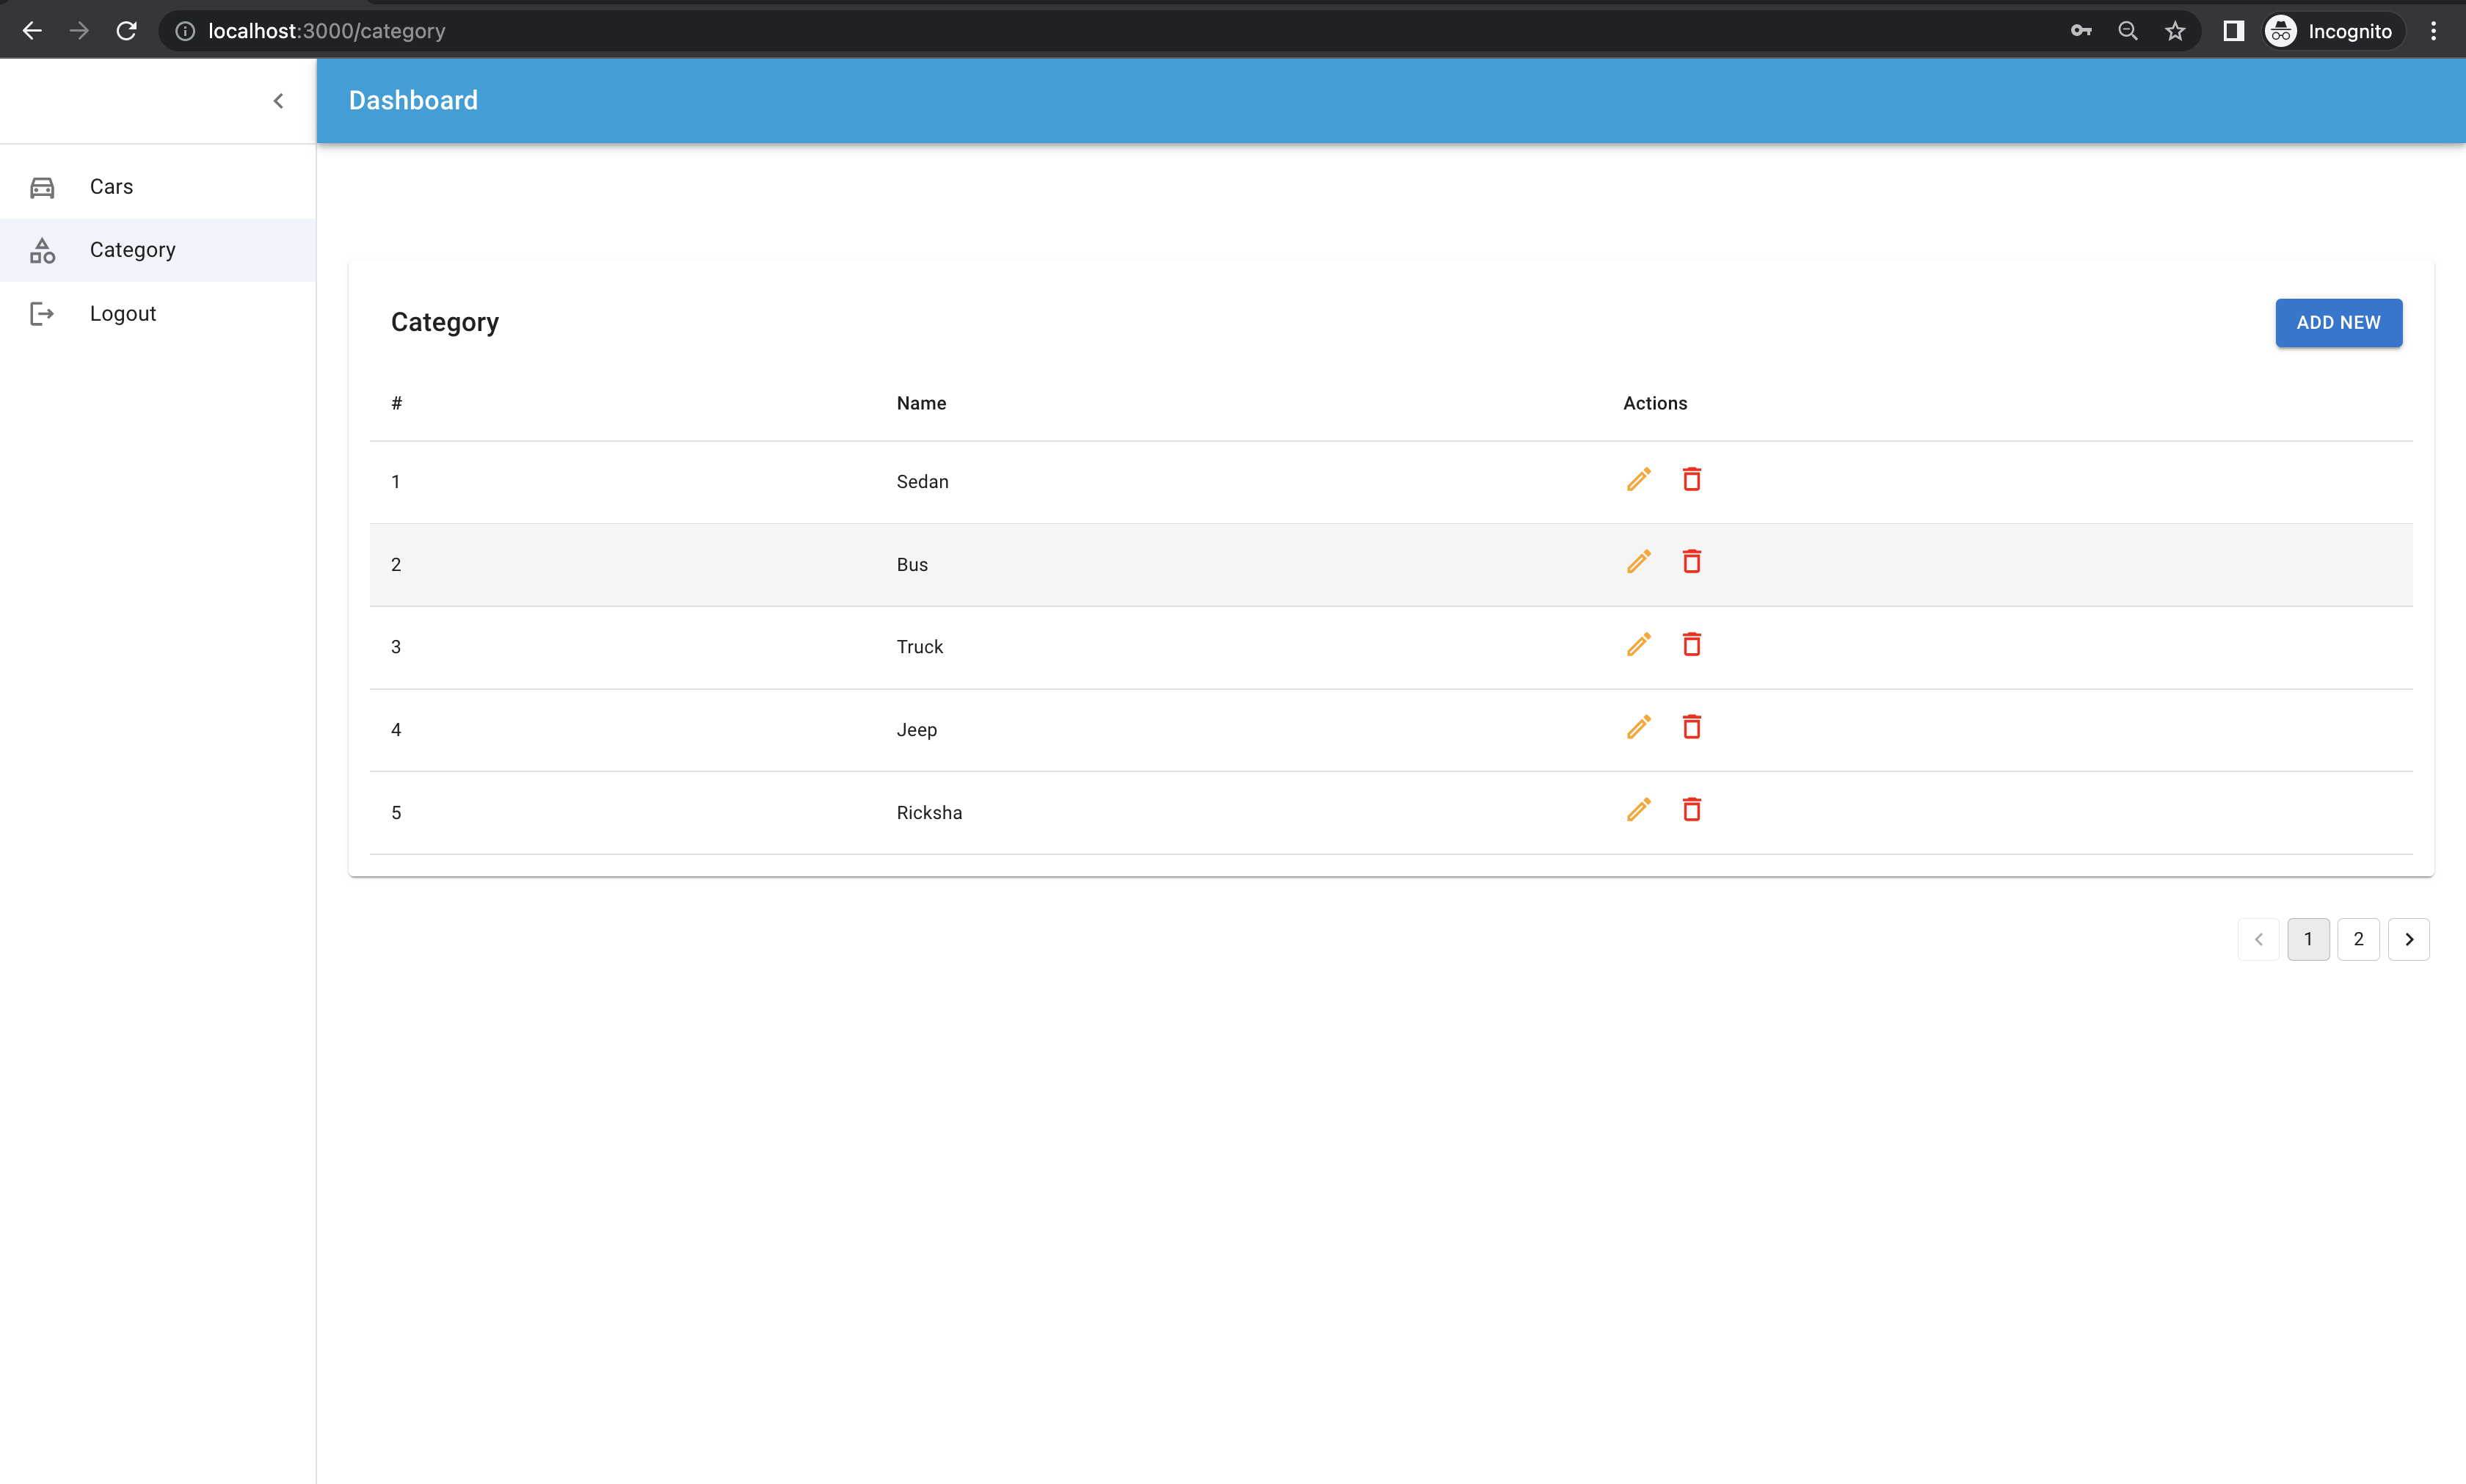 localhost:3000/category
Incognito
Dashboard
Cars
Category
Logout
Category
ADD NEW
# Name Actions
1 Sedan
2 Bus
3 Truck
4 Jeep
5 Ricksha
1 2